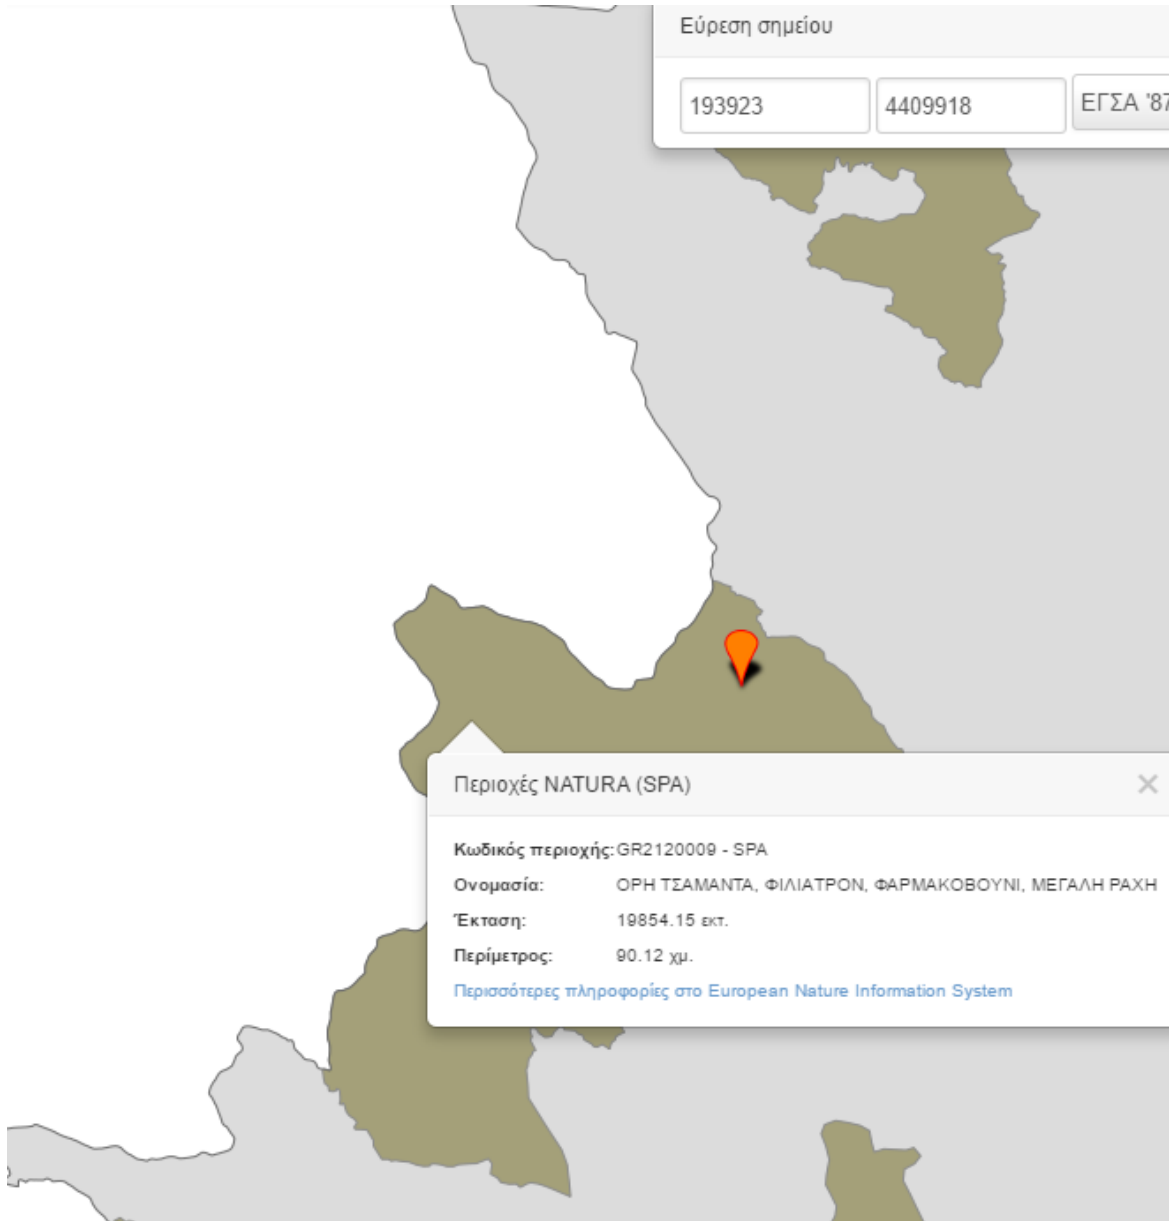 Εύρεση σημείου
193923 4409918 ΕΓΣΑ '87
Περιοχές NATURA (SPA) ×
Κωδικός περιοχής: GR2120009 - SPA
Ονομασία: ΟΡΗ ΤΣΑΜΑΝΤΑ, ΦΙΛΙΑΤΡΟΝ, ΦΑΡΜΑΚΟΒΟΥΝΙ, ΜΕΓΑΛΗ ΡΑΧΗ
Έκταση: 19854.15 εκτ.
Περίμετρος: 90.12 χμ.
Περισσότερες πληροφορίες στο European Nature Information System